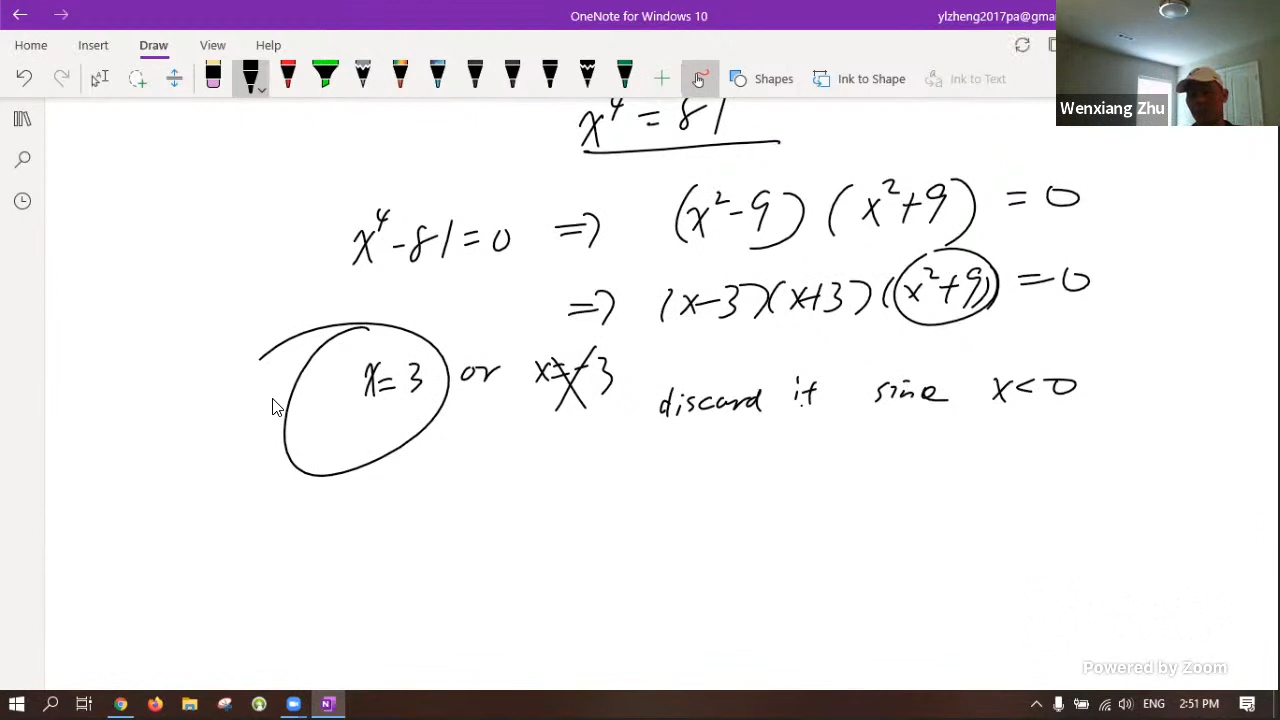 OneNote for Windows 10
ylzheng2017pa@gma
Home Insert Draw View Help
Shapes Ink to Shape Ink to Text
Wenxiang Zhu
x⁴ = 81
x⁴ - 81 = 0 => (x² - 9) (x² + 9) = 0
=> (x-3)(x+3)(x²+9) = 0
x = 3 or x = -3 discard it sine x < 0
Powered by Zoom
ENG 2:51 PM